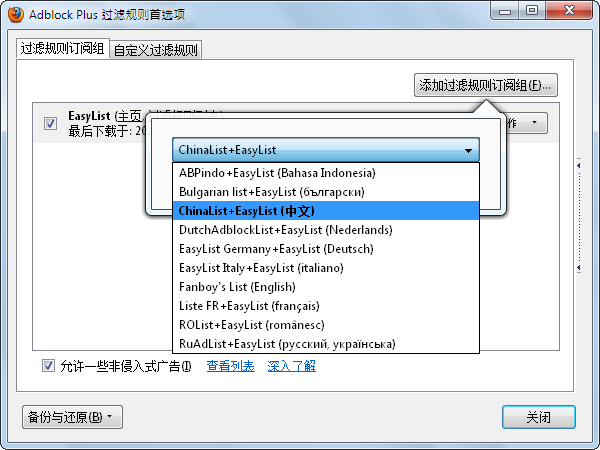 Adblock Plus 过滤规则首选项
过滤规则订阅组 自定义过滤规则
添加过滤规则订阅组(F)...
EasyList (主页
最后下载于: 20
作
ChinaList+EasyList
ABPindo+EasyList (Bahasa Indonesia)
Bulgarian list+EasyList (български)
ChinaList+EasyList (中文)
DutchAdblockList+EasyList (Nederlands)
EasyList Germany+EasyList (Deutsch)
EasyList Italy+EasyList (italiano)
Fanboy's List (English)
Liste FR+EasyList (français)
ROList+EasyList (românesc)
RuAdList+EasyList (русский, українська)
允许一些非侵入式广告(I) 查看列表 深入了解
备份与还原(B) 关闭